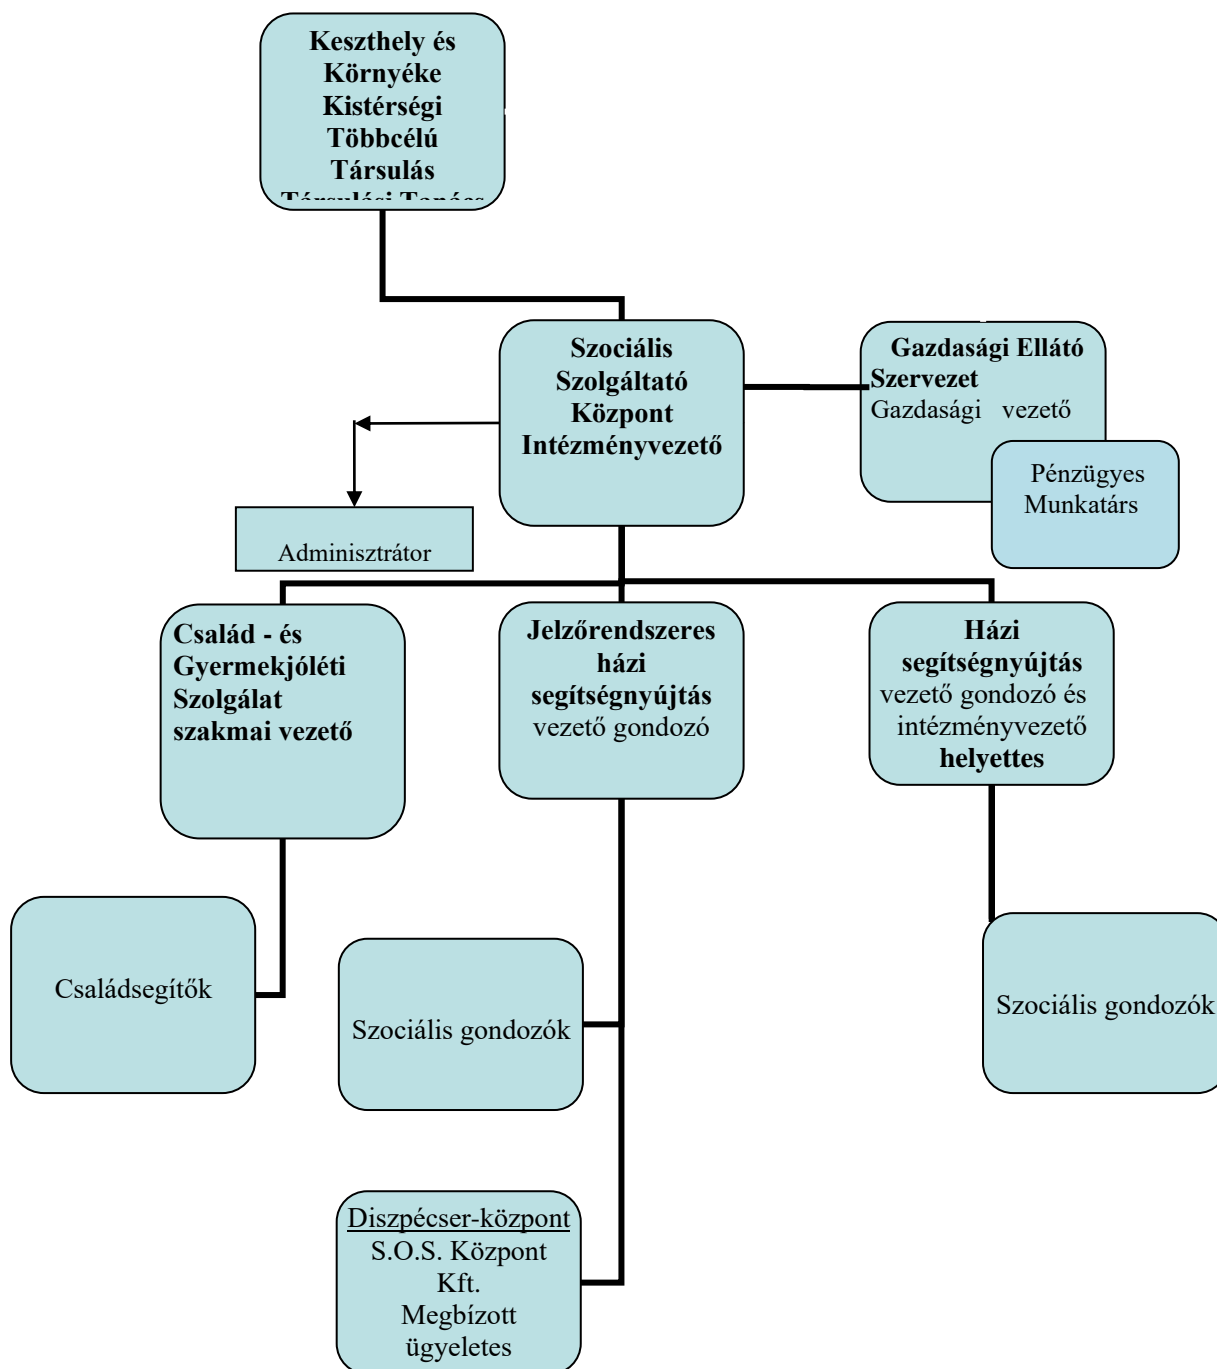 Keszthely és
Környéke
Kistérségi
Többcélú
Társulás
Társulási Tanács
Szociális
Szolgáltató
Központ
Intézményvezető
Gazdasági Ellátó
Szervezet
Gazdasági vezető
Pénzügyes
Munkatárs
Adminisztrátor
Család - és
Gyermekjóléti
Szolgálat
szakmai vezető
Jelzőrendszeres
házi
segítségnyújtás
vezető gondozó
Házi
segítségnyújtás
vezető gondozó és
intézményvezető
helyettes
Családsegítők
Szociális gondozók
Szociális gondozók
Diszpécser-központ
S.O.S. Központ
Kft.
Megbízott
ügyeletes